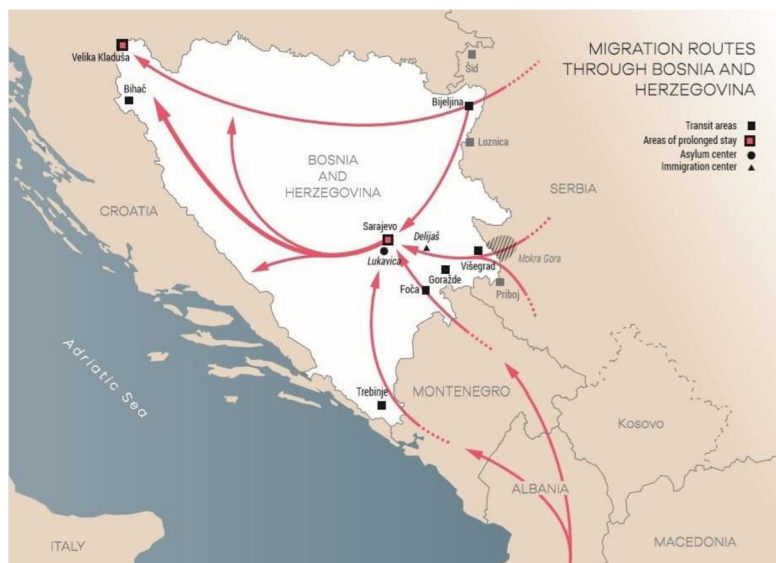 MIGRATION ROUTES
THROUGH BOSNIA AND
HERZEGOVINA
Transit areas
Areas of prolonged stay
Asylum center
Immigration center
Velika Kladuša
Bihać
Šid
Bijeljina
Loznica
BOSNIA
AND
HERZEGOVINA
SERBIA
CROATIA
Sarajevo
Delijaš
Lukavica
Višegrad
Mokra Gora
Goražde
Foča
Priboj
Adriatic Sea
Trebinje
MONTENEGRO
Kosovo
ALBANIA
ITALY
MACEDONIA